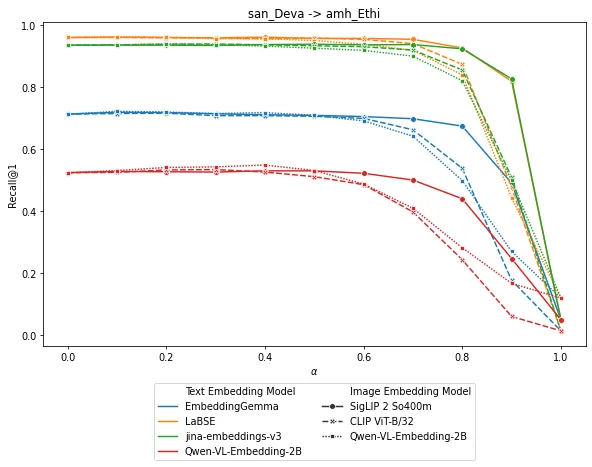 san_Deva -> amh_Ethi
1.0
0.8
0.6
0.4
0.2
0.0
Recall@1
0.0 0.2 0.4 0.6 0.8 1.0
α
Text Embedding Model
EmbeddingGemma
LaBSE
jina-embeddings-v3
Qwen-VL-Embedding-2B
Image Embedding Model
SigLIP 2 So400m
CLIP ViT-B/32
Qwen-VL-Embedding-2B